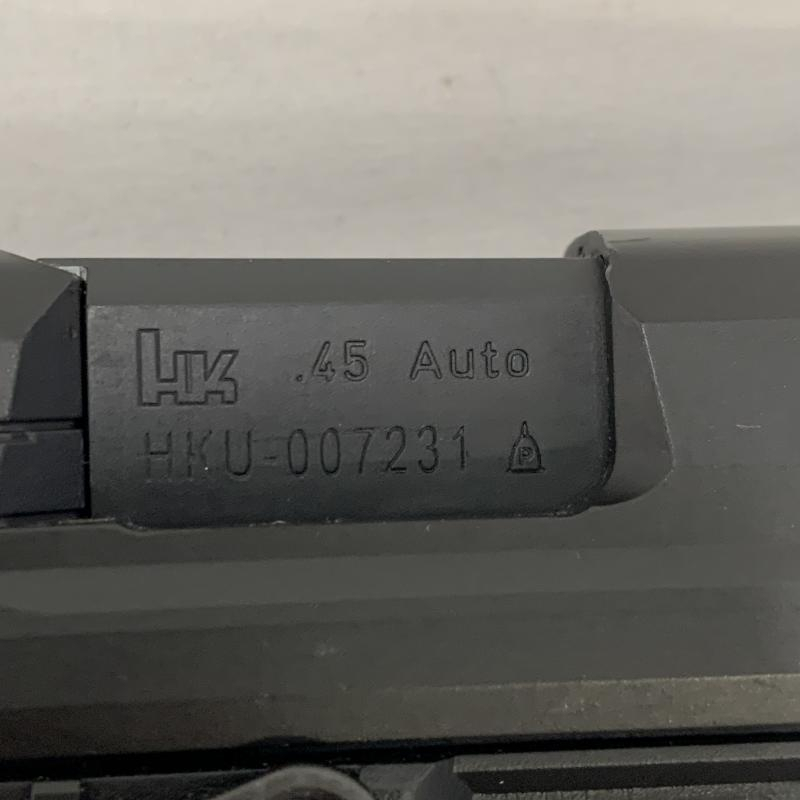 HK .45 Auto
HKU-007231 P